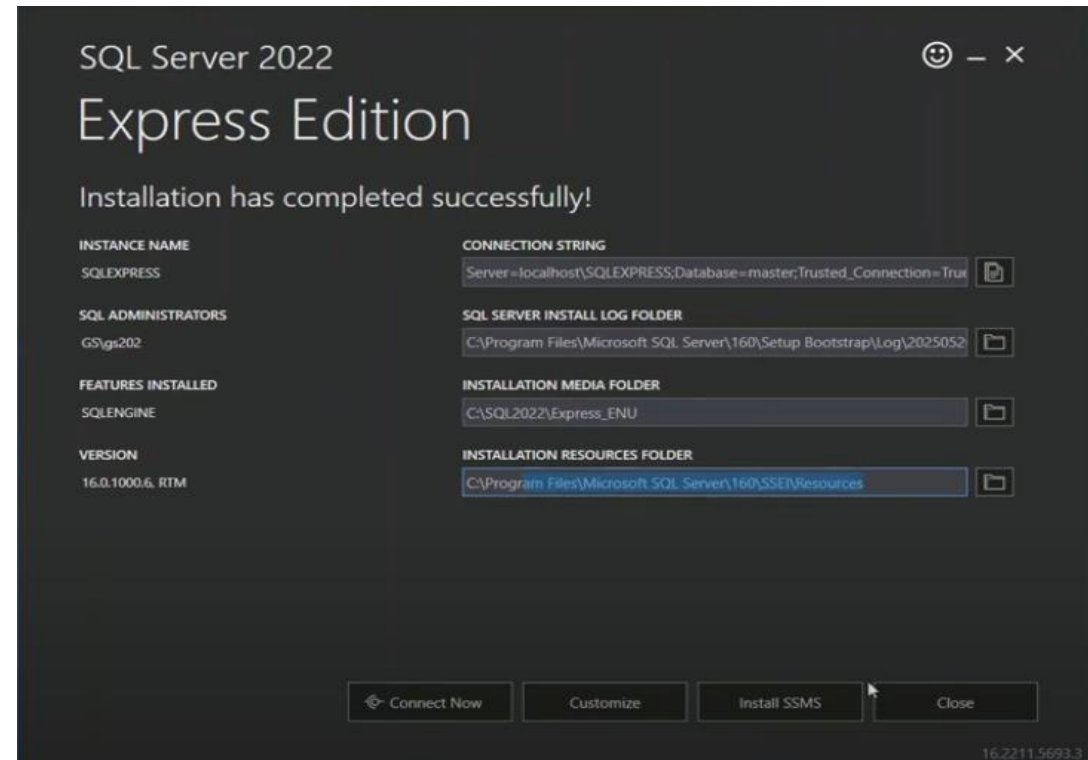 SQL Server 2022
Express Edition
Installation has completed successfully!
INSTANCE NAME
SQLEXPRESS
CONNECTION STRING
Server=localhost\SQLEXPRESS;Database=master;Trusted_Connection=True
SQL ADMINISTRATORS
GS\gs202
SQL SERVER INSTALL LOG FOLDER
C:\Program Files\Microsoft SQL Server\160\Setup Bootstrap\Log\2025052
FEATURES INSTALLED
SQLENGINE
INSTALLATION MEDIA FOLDER
C:\SQL2022\Express_ENU
VERSION
16.0.1000.6, RTM
INSTALLATION RESOURCES FOLDER
C:\Program Files\Microsoft SQL Server\160\SSEI\Resources
Connect Now
Customize
Install SSMS
Close
16.2211.5693.3